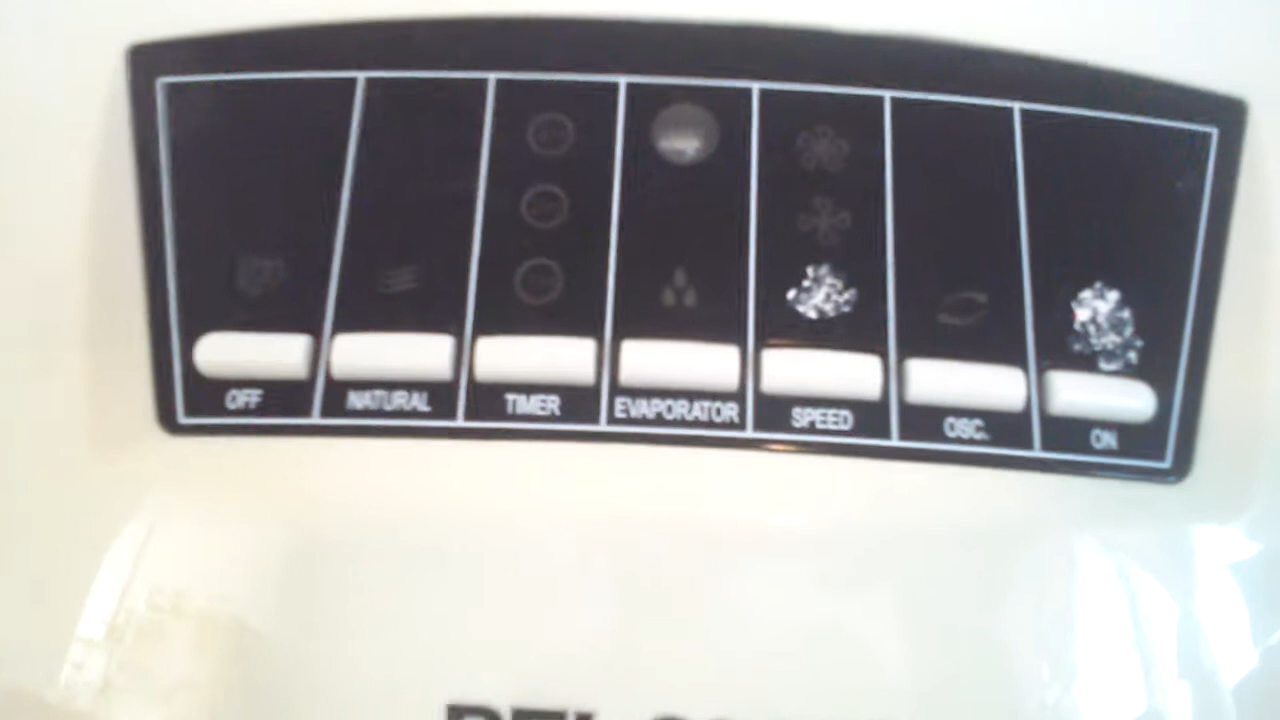 OFF
NATURAL
TIMER
EVAPORATOR
SPEED
OSC.
ON